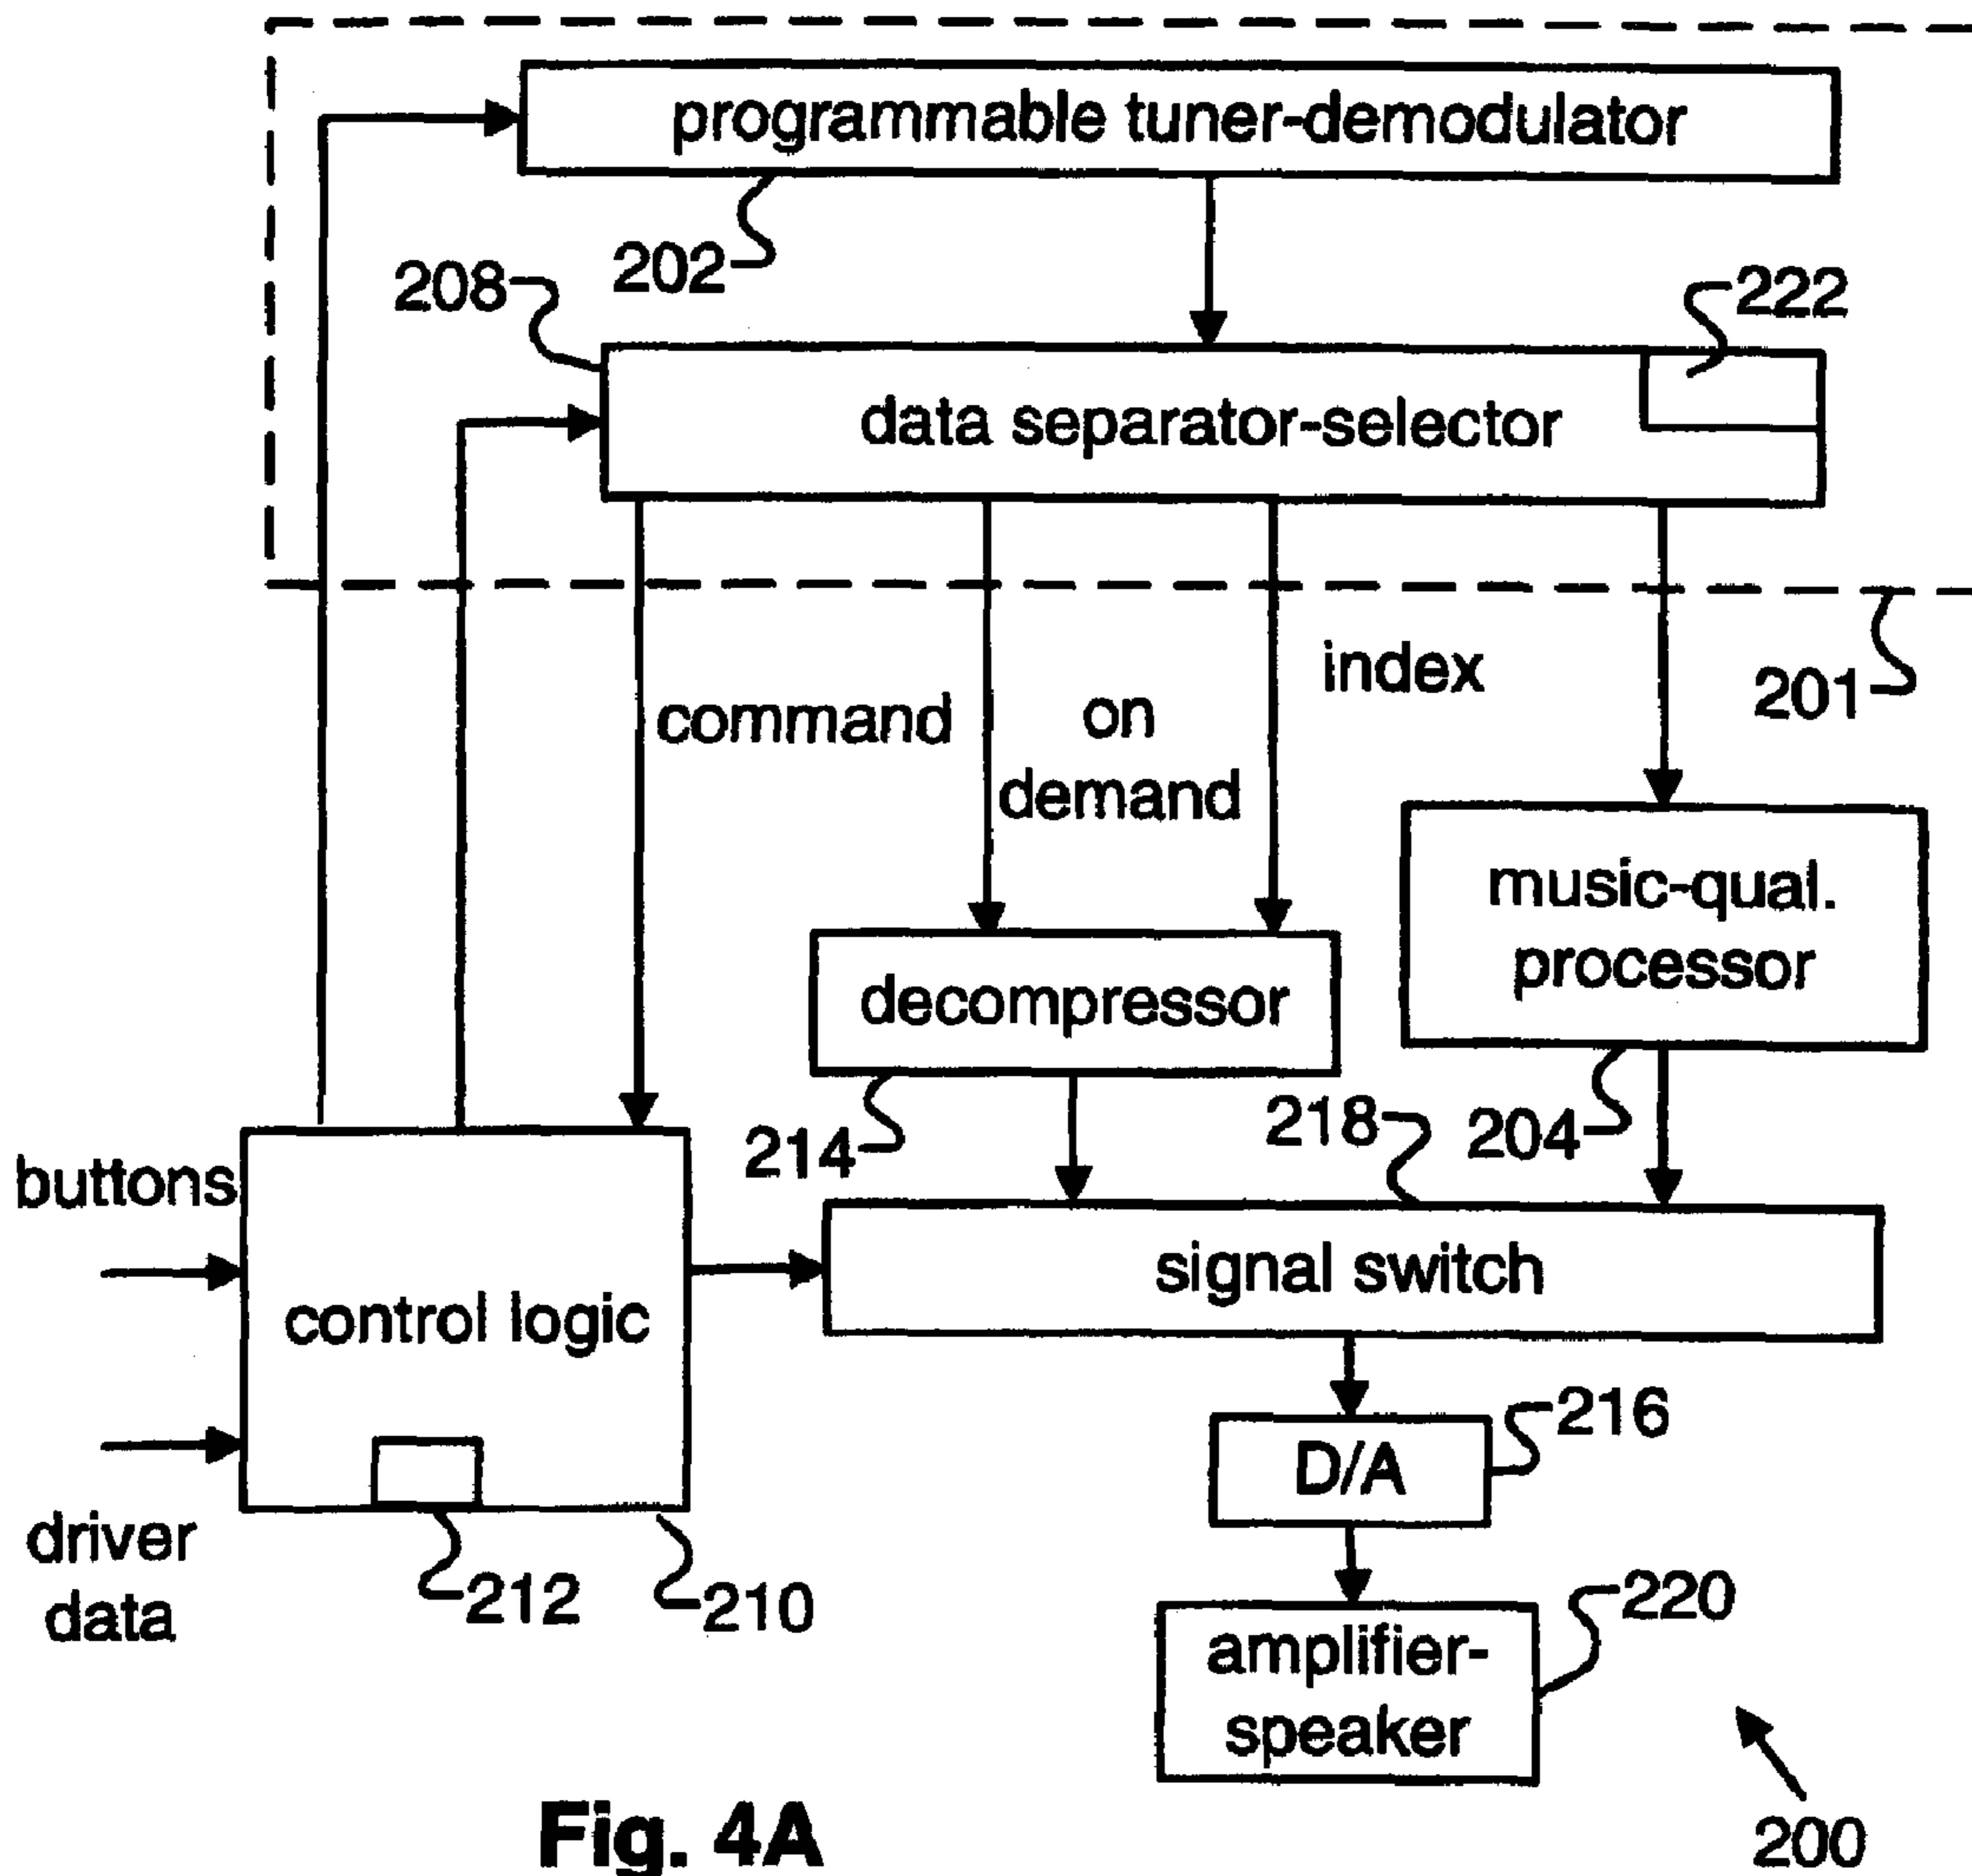 programmable tuner-demodulator
202
208
222
data separator-selector
index
201
command
on
demand
music-qual.
processor
decompressor
214
218
204
buttons
signal switch
control logic
216
D/A
driver
data
212
210
220
amplifier-
speaker
200
Fig. 4A